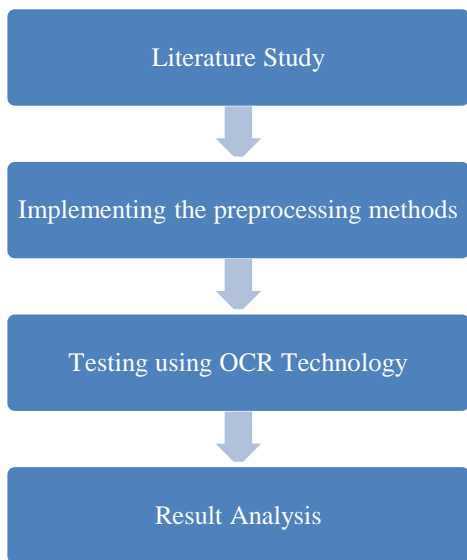 Literature Study
Implementing the preprocessing methods
Testing using OCR Technology
Result Analysis